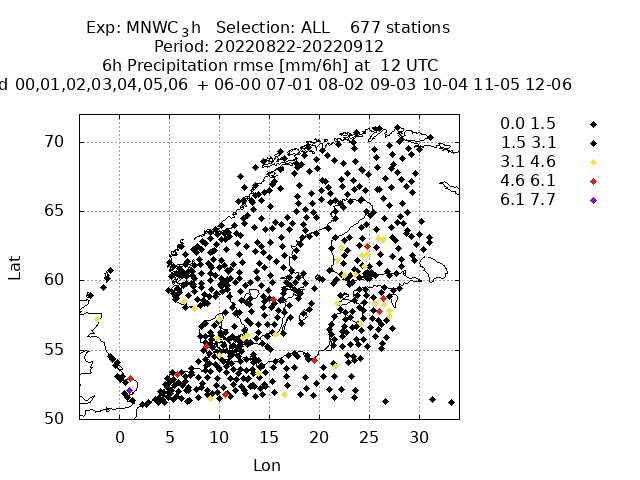 Exp: MNWC3h   Selection: ALL    677 stations
Period: 20220822-20220912
6h Precipitation rmse [mm/6h] at  12 UTC
d 00,01,02,03,04,05,06  + 06-00 07-01 08-02 09-03 10-04 11-05 12-06
0.0 1.5
1.5 3.1
3.1 4.6
4.6 6.1
6.1 7.7
70
65
60
55
50
Lat
0 5 10 15 20 25 30
Lon